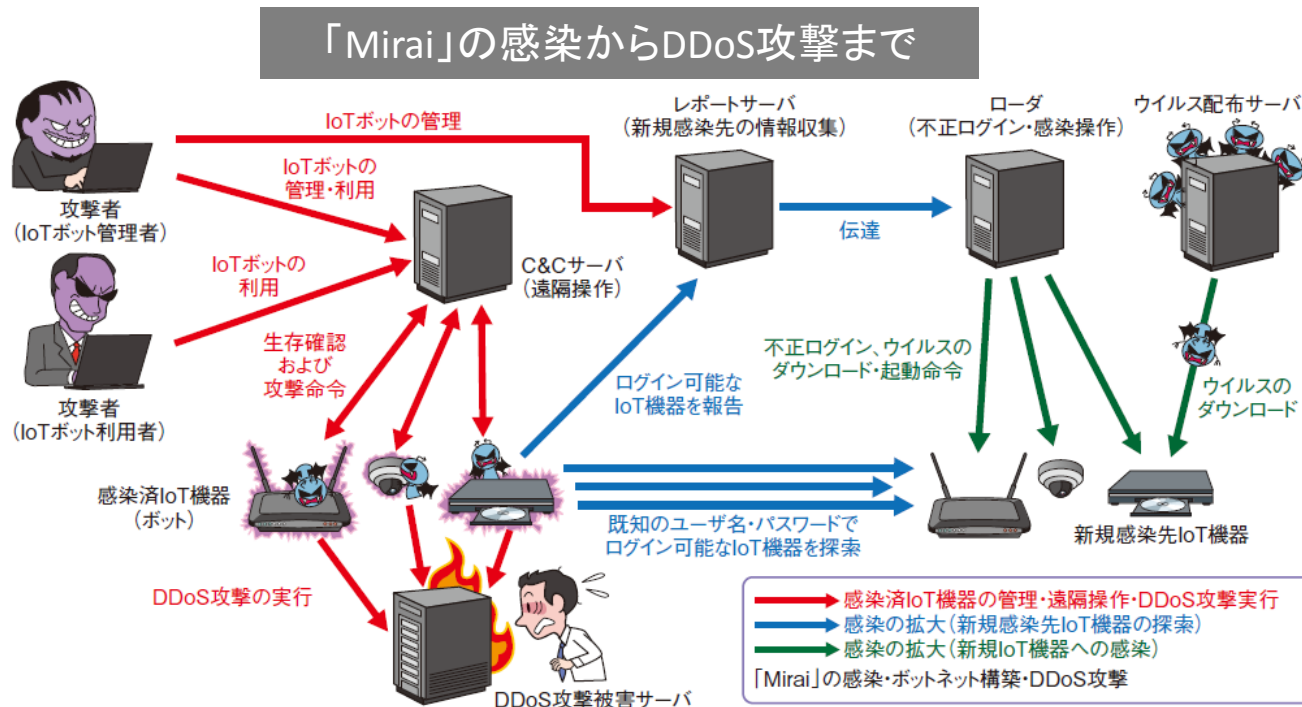 「Mirai」の感染からDDoS攻撃まで
攻撃者
(IoTボット管理者)
攻撃者
(IoTボット利用者)
IoTボットの管理
IoTボットの
管理・利用
IoTボットの
利用
C&Cサーバ
(遠隔操作)
レポートサーバ
(新規感染先の情報収集)
伝達
ローダ
(不正ログイン・感染操作)
ウイルス配布サーバ
生存確認
および
攻撃命令
ログイン可能な
IoT機器を報告
不正ログイン、ウイルスの
ダウンロード・起動命令
ウイルスの
ダウンロード
感染済IoT機器
(ボット)
既知のユーザ名・パスワードで
ログイン可能なIoT機器を探索
新規感染先IoT機器
DDoS攻撃の実行
DDoS攻撃被害サーバ
感染済IoT機器の管理・遠隔操作・DDoS攻撃実行
感染の拡大(新規感染先IoT機器の探索)
感染の拡大(新規IoT機器への感染)
「Mirai」の感染・ボットネット構築・DDoS攻撃